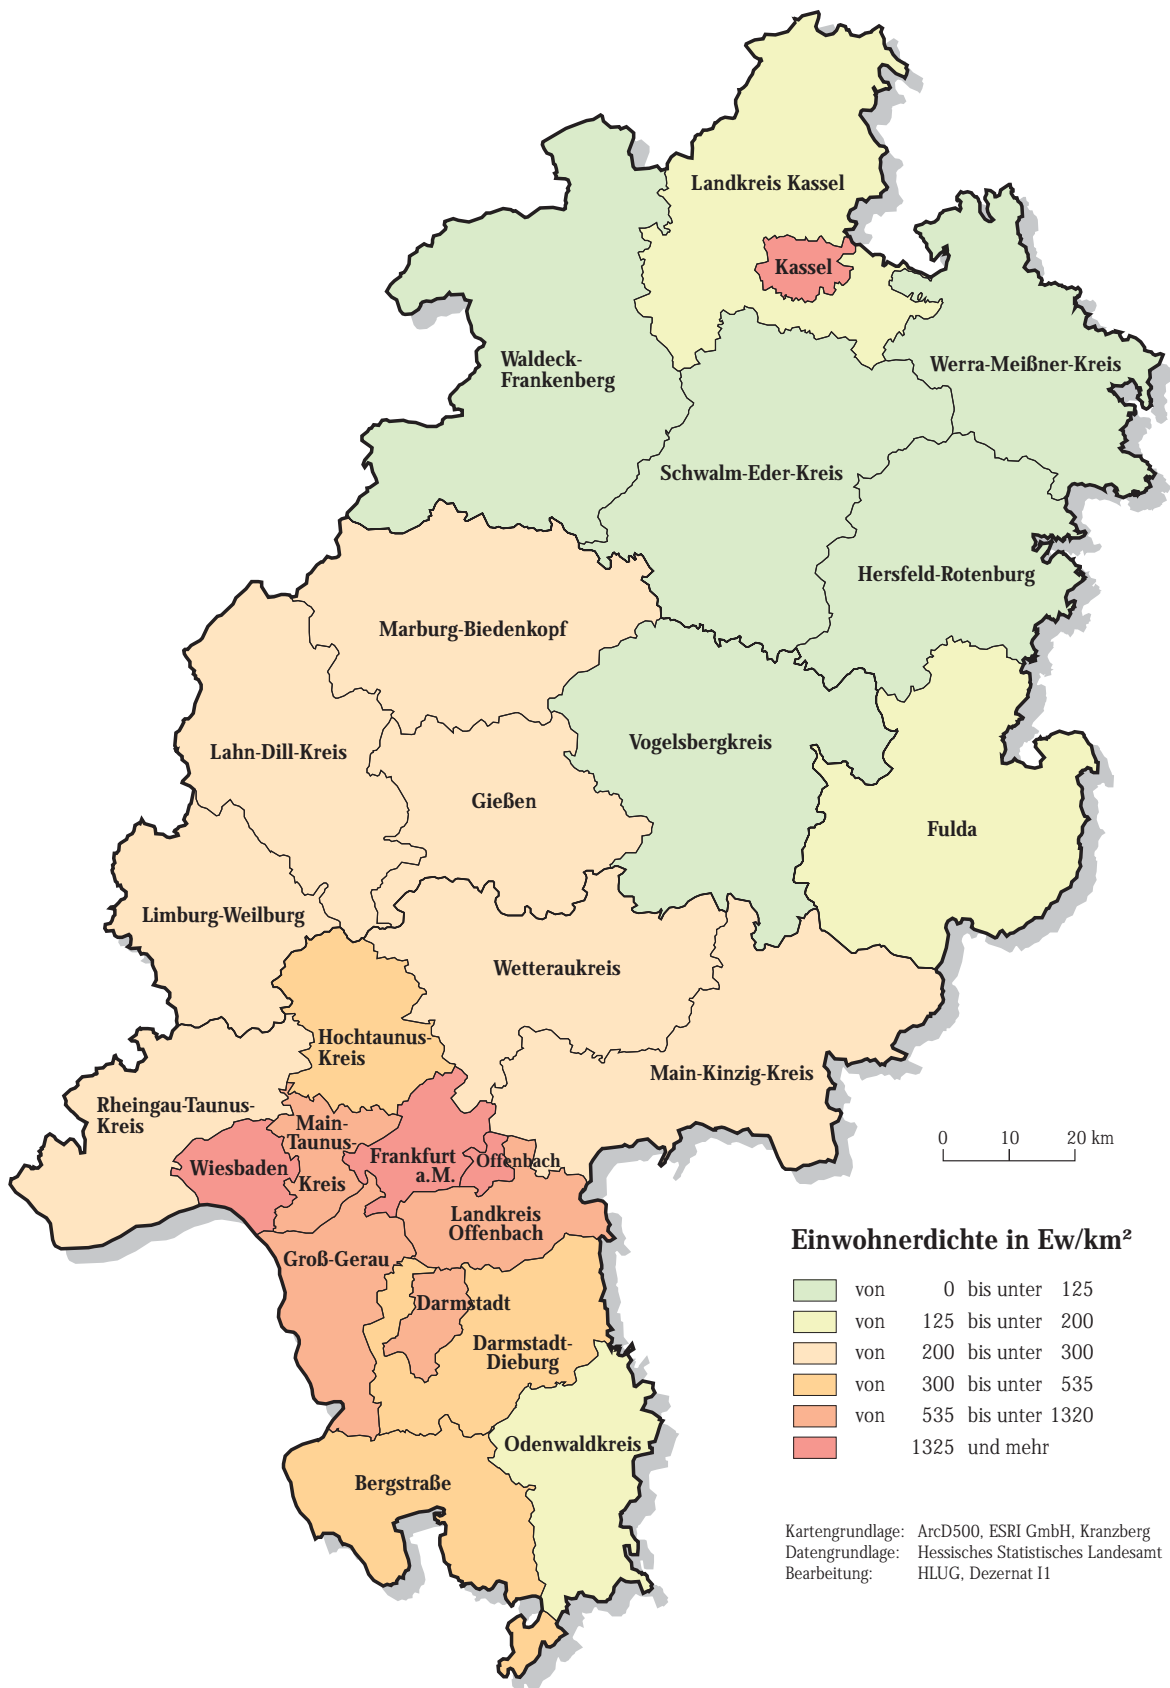 Landkreis Kassel
Kassel
Waldeck-
Frankenberg
Werra-Meißner-Kreis
Schwalm-Eder-Kreis
Hersfeld-Rotenburg
Marburg-Biedenkopf
Lahn-Dill-Kreis
Vogelsbergkreis
Gießen
Fulda
Limburg-Weilburg
Wetteraukreis
Hochtaunus-
Kreis
Main-Kinzig-Kreis
Rheingau-Taunus-
Kreis
Main-
Taunus-
Kreis
Wiesbaden
Frankfurt
a.M.
Offenbach
Landkreis
Offenbach
Groß-Gerau
Darmstadt
Darmstadt-
Dieburg
Odenwaldkreis
Bergstraße
0 10 20 km
Einwohnerdichte in Ew/km²
von 0 bis unter 125
von 125 bis unter 200
von 200 bis unter 300
von 300 bis unter 535
von 535 bis unter 1320
1325 und mehr
Kartengrundlage: ArcD500, ESRI GmbH, Kranzberg
Datengrundlage: Hessisches Statistisches Landesamt
Bearbeitung: HLUG, Dezernat I1